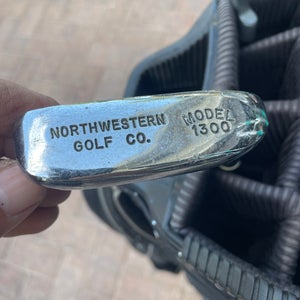 NORTHWESTERN
GOLF CO.
MODEL
1300